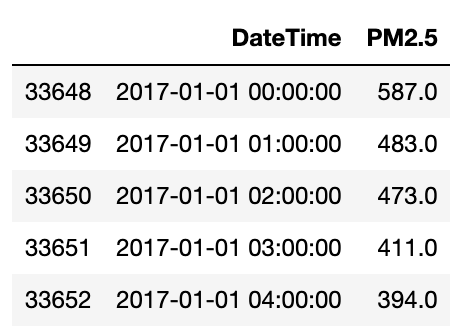 DateTime PM2.5
33648 2017-01-01 00:00:00 587.0
33649 2017-01-01 01:00:00 483.0
33650 2017-01-01 02:00:00 473.0
33651 2017-01-01 03:00:00 411.0
33652 2017-01-01 04:00:00 394.0